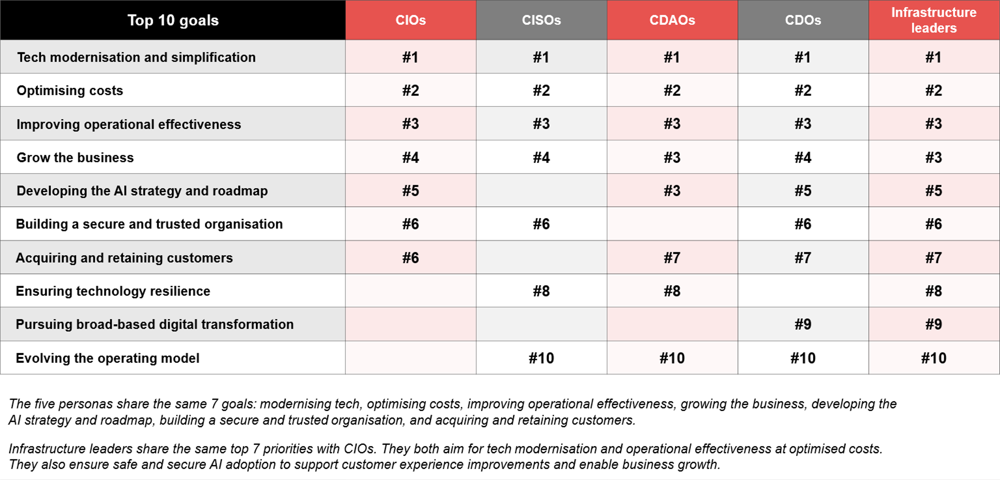 Top 10 goals CIOs CISOs CDAOs CDOs Infrastructure leaders
Tech modernisation and simplification #1 #1 #1 #1 #1
Optimising costs #2 #2 #2 #2 #2
Improving operational effectiveness #3 #3 #3 #3 #3
Grow the business #4 #4 #3 #4 #3
Developing the AI strategy and roadmap #5 #3 #5 #5
Building a secure and trusted organisation #6 #6 #6 #6
Acquiring and retaining customers #6 #7 #7 #7
Ensuring technology resilience #8 #8 #8
Pursuing broad-based digital transformation #9 #9
Evolving the operating model #10 #10 #10 #10
The five personas share the same 7 goals: modernising tech, optimising costs, improving operational effectiveness, growing the business, developing the
AI strategy and roadmap, building a secure and trusted organisation, and acquiring and retaining customers.
Infrastructure leaders share the same top 7 priorities with CIOs. They both aim for tech modernisation and operational effectiveness at optimised costs.
They also ensure safe and secure AI adoption to support customer experience improvements and enable business growth.